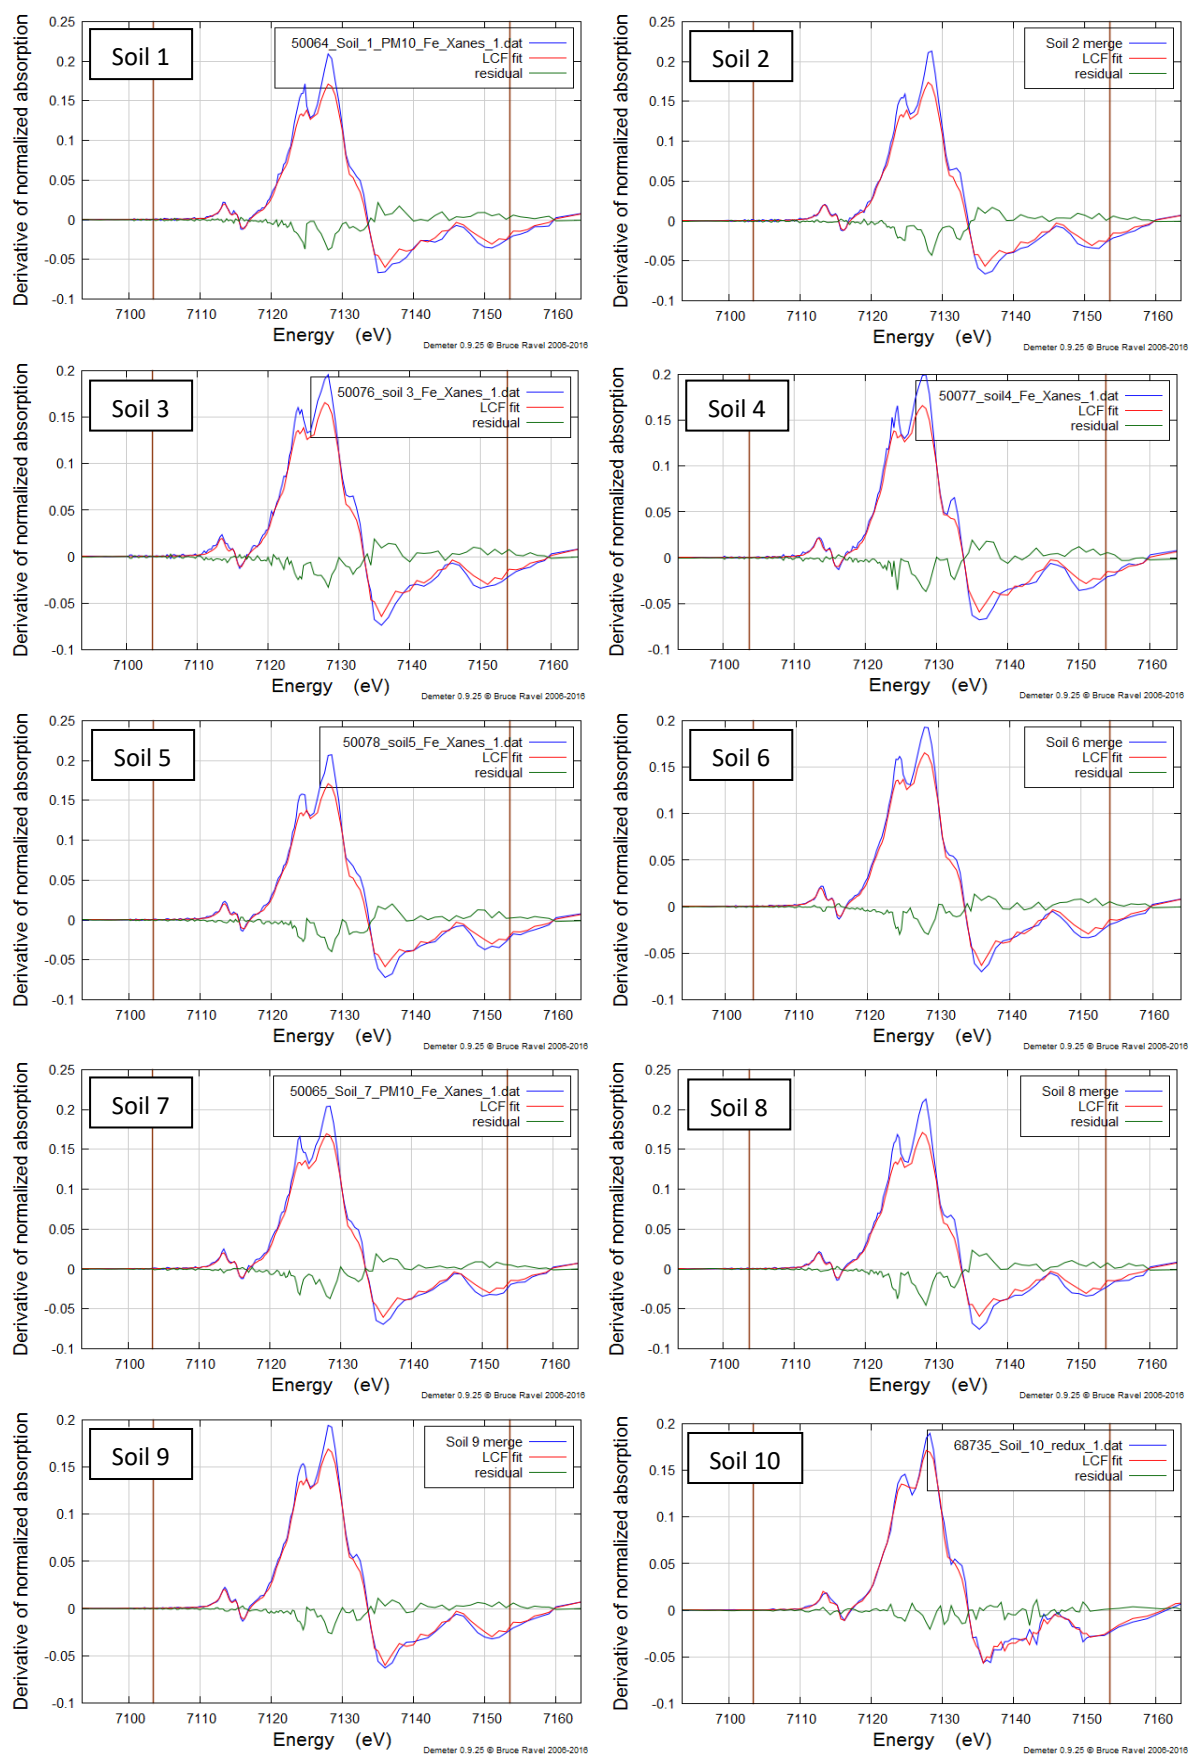 Soil 1
50064_Soil_1_PM10_Fe_Xanes_1.dat
LCF fit
residual
Derivative of normalized absorption
0.25
0.2
0.15
0.1
0.05
0
-0.05
-0.1
7100 7110 7120 7130 7140 7150 7160
Energy (eV)
Demeter 0.9.25 © Bruce Ravel 2006-2016
Soil 2
Soil 2 merge
LCF fit
residual
Derivative of normalized absorption
0.25
0.2
0.15
0.1
0.05
0
-0.05
-0.1
7100 7110 7120 7130 7140 7150 7160
Energy (eV)
Demeter 0.9.25 © Bruce Ravel 2006-2016
Soil 3
50076_soil 3_Fe_Xanes_1.dat
LCF fit
residual
Derivative of normalized absorption
0.2
0.15
0.1
0.05
0
-0.05
-0.1
7100 7110 7120 7130 7140 7150 7160
Energy (eV)
Demeter 0.9.25 © Bruce Ravel 2006-2016
Soil 4
50077_soil4_Fe_Xanes_1.dat
LCF fit
residual
Derivative of normalized absorption
0.2
0.15
0.1
0.05
0
-0.05
-0.1
7100 7110 7120 7130 7140 7150 7160
Energy (eV)
Demeter 0.9.25 © Bruce Ravel 2006-2016
Soil 5
50078_soil5_Fe_Xanes_1.dat
LCF fit
residual
Derivative of normalized absorption
0.25
0.2
0.15
0.1
0.05
0
-0.05
-0.1
7100 7110 7120 7130 7140 7150 7160
Energy (eV)
Demeter 0.9.25 © Bruce Ravel 2006-2016
Soil 6
Soil 6 merge
LCF fit
residual
Derivative of normalized absorption
0.2
0.15
0.1
0.05
0
-0.05
-0.1
7100 7110 7120 7130 7140 7150 7160
Energy (eV)
Demeter 0.9.25 © Bruce Ravel 2006-2016
Soil 7
50065_Soil_7_PM10_Fe_Xanes_1.dat
LCF fit
residual
Derivative of normalized absorption
0.25
0.2
0.15
0.1
0.05
0
-0.05
-0.1
7100 7110 7120 7130 7140 7150 7160
Energy (eV)
Demeter 0.9.25 © Bruce Ravel 2006-2016
Soil 8
Soil 8 merge
LCF fit
residual
Derivative of normalized absorption
0.25
0.2
0.15
0.1
0.05
0
-0.05
-0.1
7100 7110 7120 7130 7140 7150 7160
Energy (eV)
Demeter 0.9.25 © Bruce Ravel 2006-2016
Soil 9
Soil 9 merge
LCF fit
residual
Derivative of normalized absorption
0.2
0.15
0.1
0.05
0
-0.05
-0.1
7100 7110 7120 7130 7140 7150 7160
Energy (eV)
Demeter 0.9.25 © Bruce Ravel 2006-2016
Soil 10
68735_Soil_10_redux_1.dat
LCF fit
residual
Derivative of normalized absorption
0.2
0.15
0.1
0.05
0
-0.05
-0.1
7100 7110 7120 7130 7140 7150 7160
Energy (eV)
Demeter 0.9.25 © Bruce Ravel 2006-2016